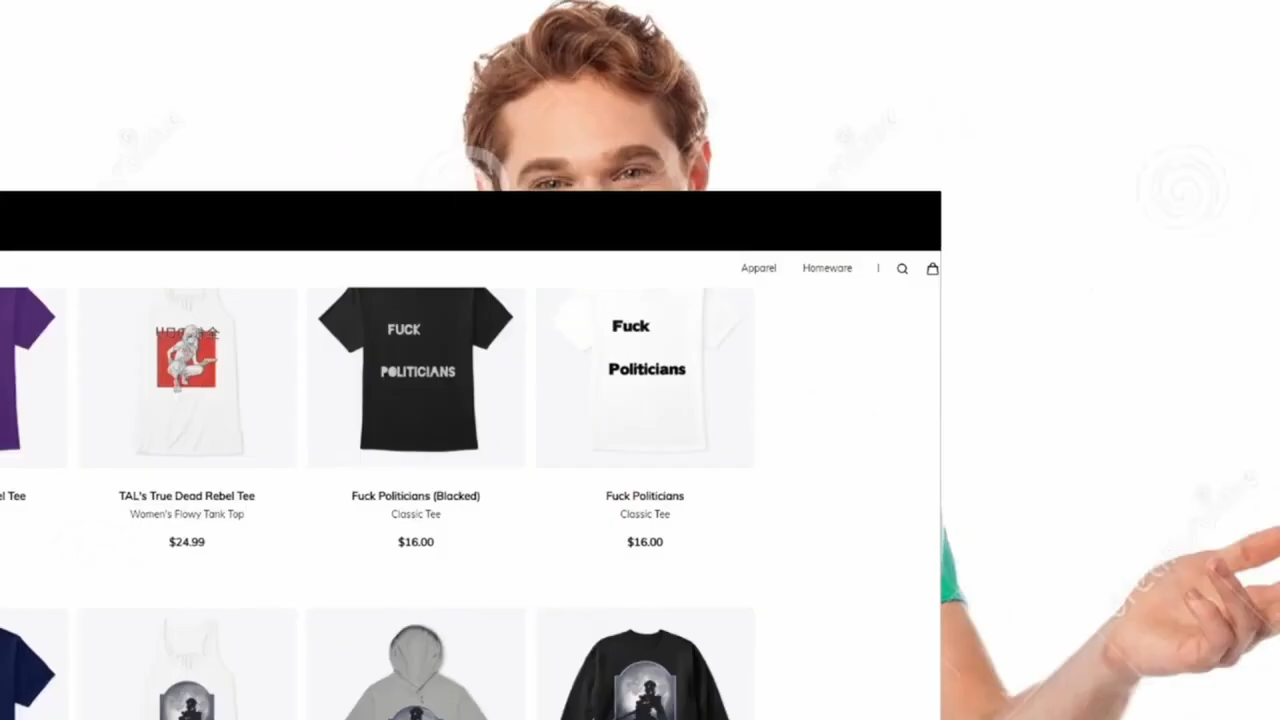 Apparel Homeware |
FUCK
POLITICIANS
Fuck
Politicians
el Tee
TAL's True Dead Rebel Tee
Women's Flowy Tank Top
$24.99
Fuck Politicians (Blacked)
Classic Tee
$16.00
Fuck Politicians
Classic Tee
$16.00